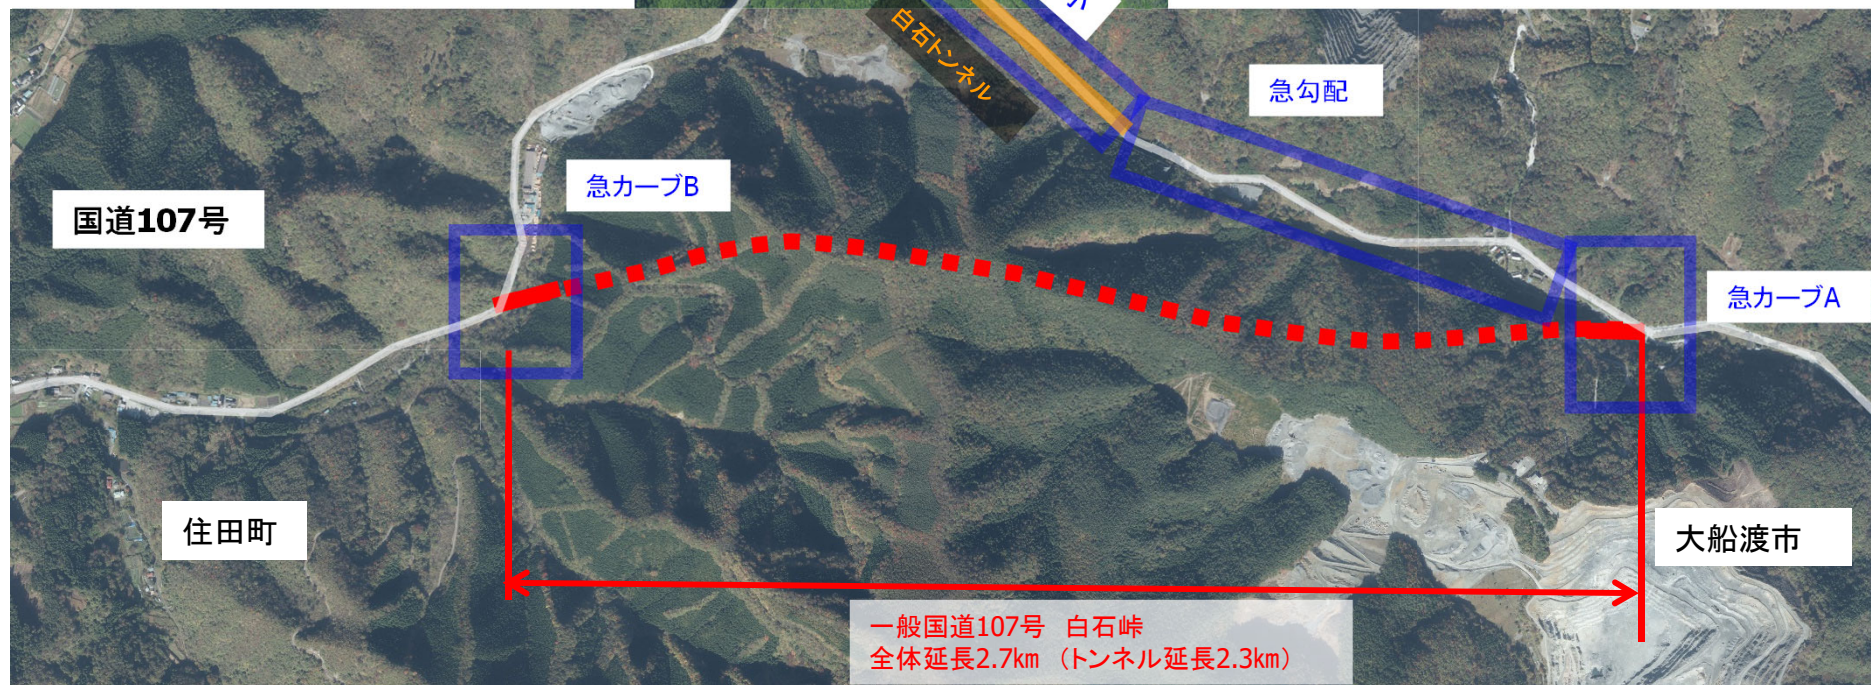 白石トンネル
急勾配
急カーブB
国道107号
急カーブA
住田町
大船渡市
一般国道107号　白石峠
全体延長2.7km （トンネル延長2.3km）